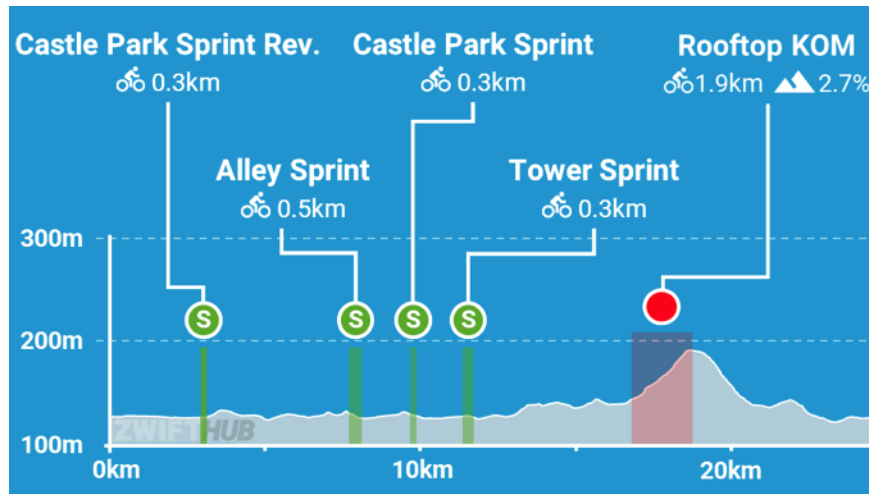 Castle Park Sprint Rev.
0.3km
Castle Park Sprint
0.3km
Rooftop KOM
1.9km 2.7%
Alley Sprint
0.5km
Tower Sprint
0.3km
300m
S S S S
200m
ZWIFTHUB
100m
0km 10km 20km